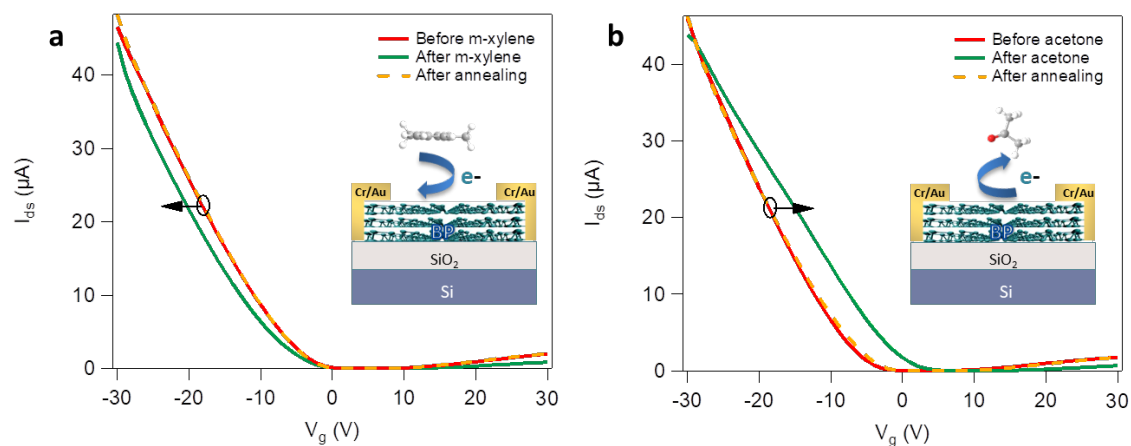 a
Before m-xylene
After m-xylene
After annealing
40
30
20
10
0
I_ds (µA)
e-
Cr/Au
Cr/Au
BP
SiO₂
Si
-30
-20
-10
0
10
20
30
V_g (V)
b
Before acetone
After acetone
After annealing
40
30
20
10
0
I_ds (µA)
e-
Cr/Au
Cr/Au
BP
SiO₂
Si
-30
-20
-10
0
10
20
30
V_g (V)